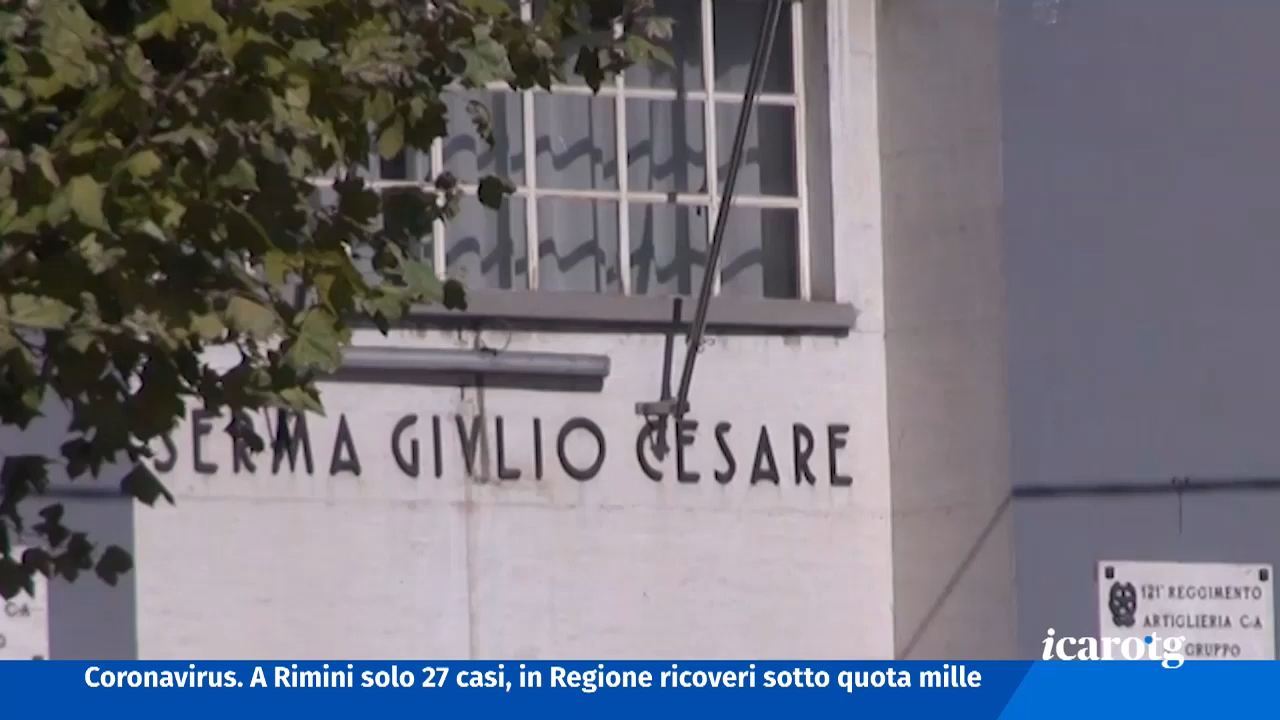 SERMA GIVLIO CESARE
C·A
121° REGGIMENTO
ARTIGLIERIA C·A
GRUPPO
icarotg
Coronavirus. A Rimini solo 27 casi, in Regione ricoveri sotto quota mille